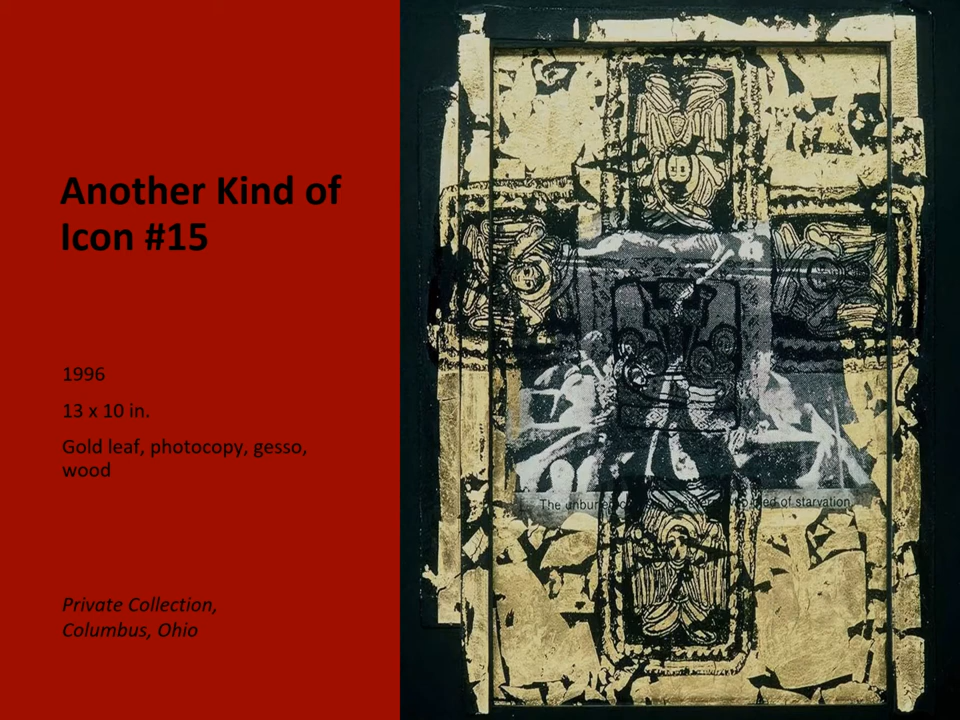 Another Kind of
Icon #15
1996
13 x 10 in.
Gold leaf, photocopy, gesso,
wood
Private Collection,
Columbus, Ohio
The unburied of starvation